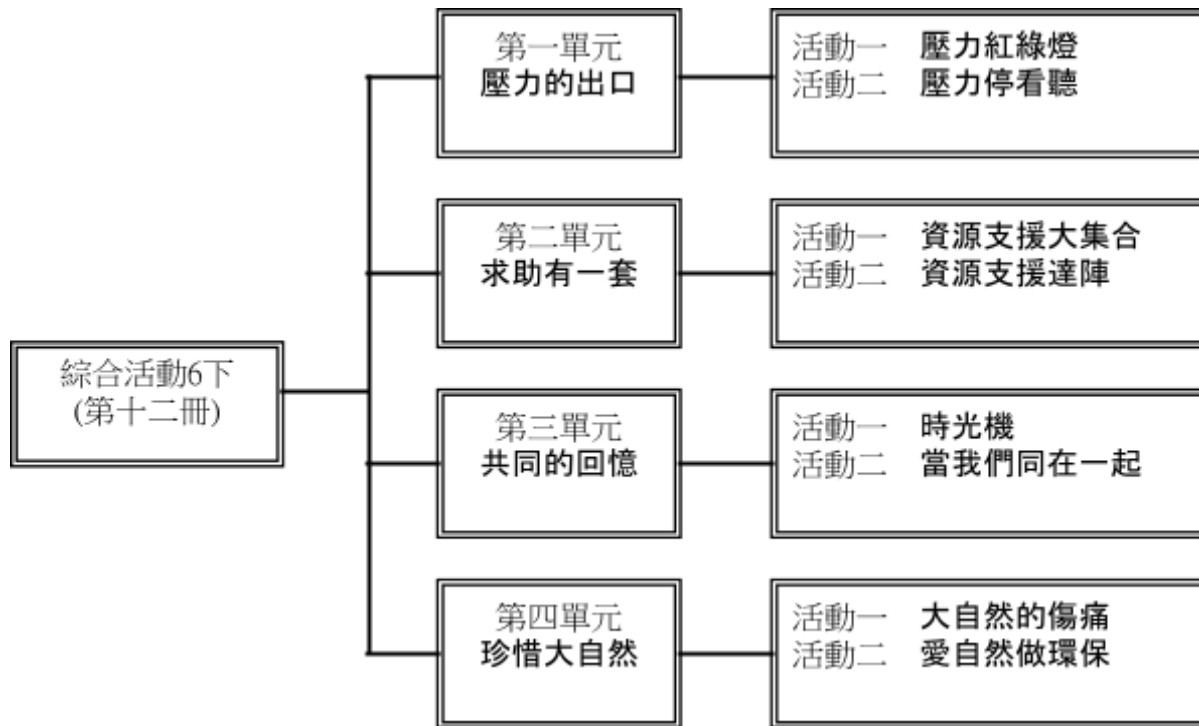 綜合活動6下
(第十二冊)
第一單元
壓力的出口
活動一 壓力紅綠燈
活動二 壓力停看聽
第二單元
求助有一套
活動一 資源支援大集合
活動二 資源支援達陣
第三單元
共同的回憶
活動一 時光機
活動二 當我們同在一起
第四單元
珍惜大自然
活動一 大自然的傷痛
活動二 愛自然做環保